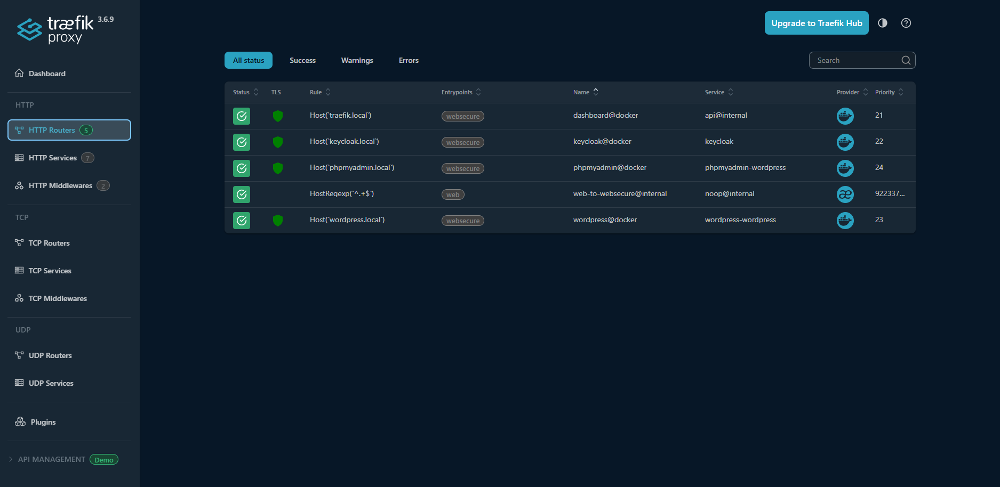 træfik 3.6.9
proxy
Upgrade to Traefik Hub
Dashboard
HTTP
HTTP Routers 5
HTTP Services 7
HTTP Middlewares 2
TCP
TCP Routers
TCP Services
TCP Middlewares
UDP
UDP Routers
UDP Services
Plugins
API MANAGEMENT Demo
All status Success Warnings Errors Search
Status TLS Rule Entrypoints Name Service Provider Priority
Host(`traefik.local`) websecure dashboard@docker api@internal 21
Host(`keycloak.local`) websecure keycloak@docker keycloak 22
Host(`phpmyadmin.local`) websecure phpmyadmin@docker phpmyadmin-wordpress 24
HostRegexp(`^.+$`) web web-to-websecure@internal noop@internal æ 922337...
Host(`wordpress.local`) websecure wordpress@docker wordpress-wordpress 23